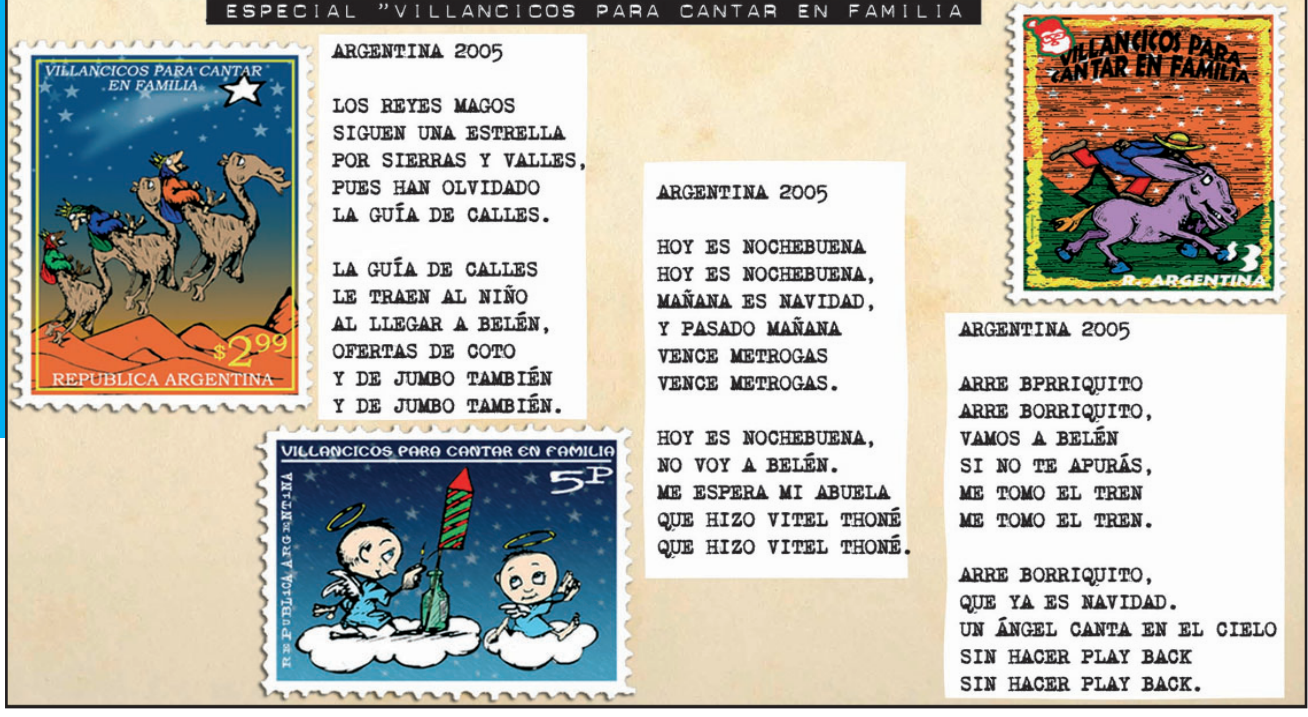 ESPECIAL "VILLANCICOS PARA CANTAR EN FAMILIA
VILLANCICOS PARA CANTAR
EN FAMILIA
$2.99
REPUBLICA ARGENTINA
ARGENTINA 2005
LOS REYES MAGOS
SIGUEN UNA ESTRELLA
POR SIERRAS Y VALLES,
PUES HAN OLVIDADO
LA GUÍA DE CALLES.
LA GUÍA DE CALLES
LE TRAEN AL NIÑO
AL LLEGAR A BELÉN,
OFERTAS DE COTO
Y DE JUMBO TAMBIÉN
Y DE JUMBO TAMBIÉN.
VILLANCICOS PARA CANTAR EN FAMILIA
5P
REPUBLICA ARGENTINA
ARGENTINA 2005
HOY ES NOCHEBUENA
HOY ES NOCHEBUENA,
MAÑANA ES NAVIDAD,
Y PASADO MAÑANA
VENCE METROGAS
VENCE METROGAS.
HOY ES NOCHEBUENA,
NO VOY A BELÉN.
ME ESPERA MI ABUELA
QUE HIZO VITEL THONÉ
QUE HIZO VITEL THONÉ.
VILLANCICOS PARA
CANTAR EN FAMILIA
$3
R. ARGENTINA
ARGENTINA 2005
ARRE BPRRIQUITO
ARRE BORRIQUITO,
VAMOS A BELÉN
SI NO TE APURÁS,
ME TOMO EL TREN
ME TOMO EL TREN.
ARRE BORRIQUITO,
QUE YA ES NAVIDAD.
UN ÁNGEL CANTA EN EL CIELO
SIN HACER PLAY BACK
SIN HACER PLAY BACK.